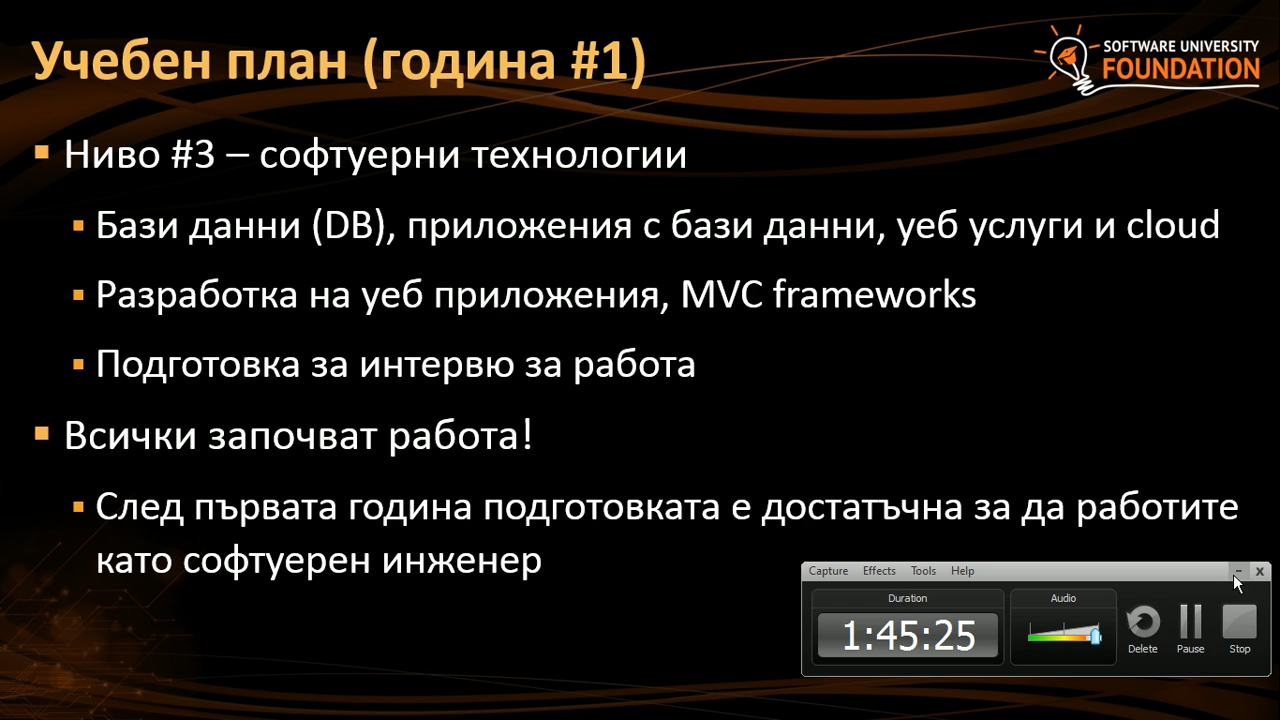 Учебен план (година #1)
SOFTWARE UNIVERSITY
FOUNDATION
Ниво #3 – софтуерни технологии
Бази данни (DB), приложения с бази данни, уеб услуги и cloud
Разработка на уеб приложения, MVC frameworks
Подготовка за интервю за работа
Всички започват работа!
След първата година подготовката е достатъчна за да работите
като софтуерен инженер
Capture Effects Tools Help
Duration
Audio
1:45:25
Delete Pause Stop